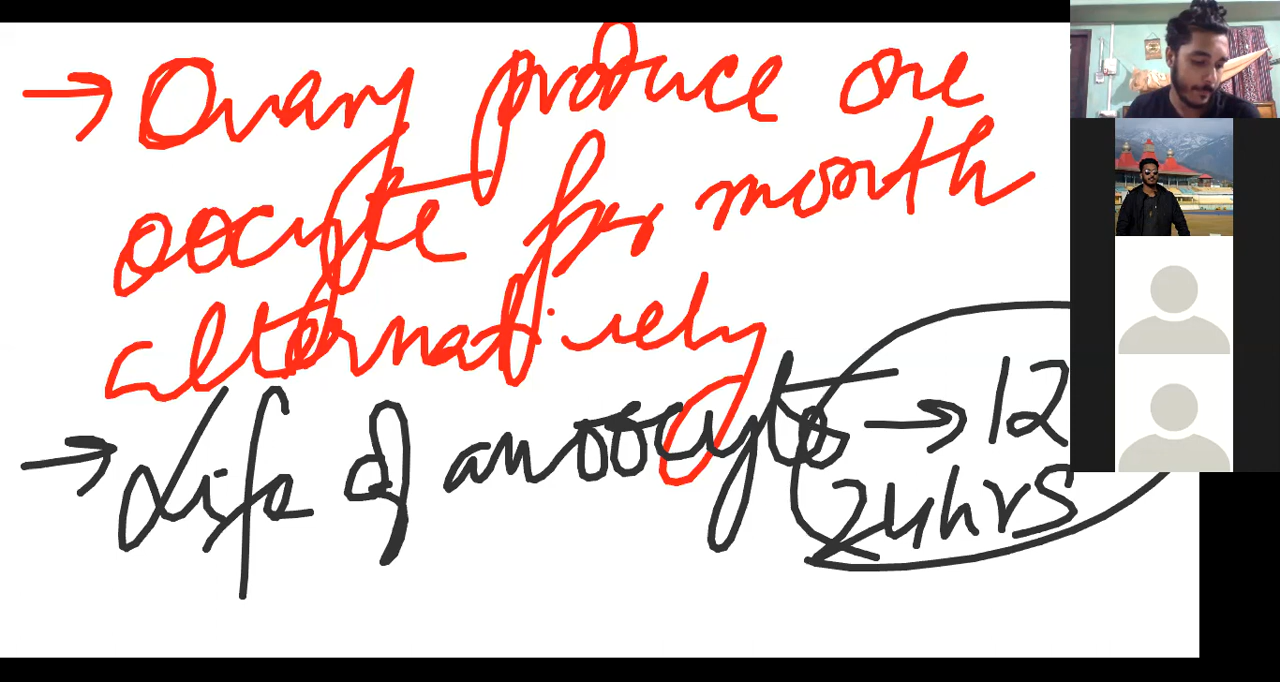 → Ovary produce one
oocyte per month
alternatively
→ Life of an oocyte → 12
24hrs